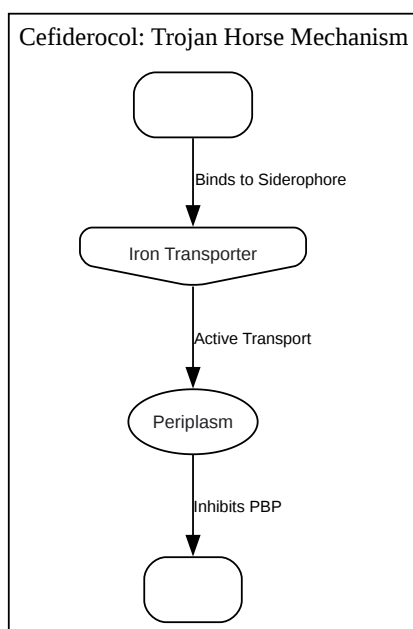 Cefiderocol: Trojan Horse Mechanism
Binds to Siderophore
Iron Transporter
Active Transport
Periplasm
Inhibits PBP